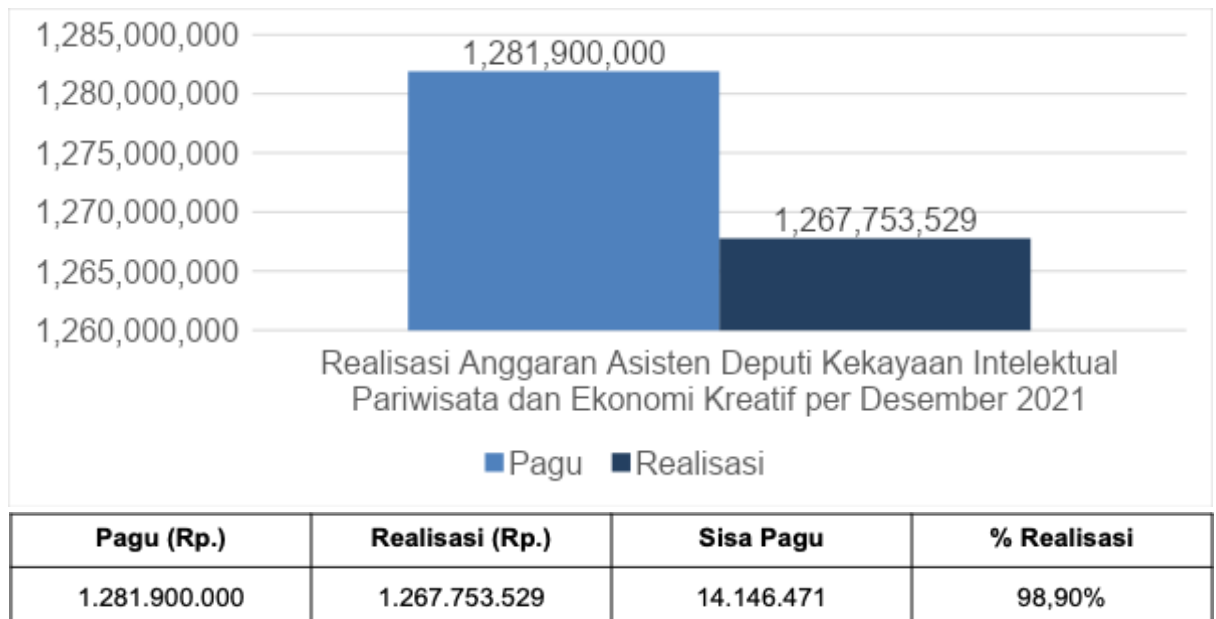 1,285,000,000
1,280,000,000
1,275,000,000
1,270,000,000
1,265,000,000
1,260,000,000
1,281,900,000
1,267,753,529
Realisasi Anggaran Asisten Deputi Kekayaan Intelektual
Pariwisata dan Ekonomi Kreatif per Desember 2021
Pagu Realisasi
Pagu (Rp.) Realisasi (Rp.) Sisa Pagu % Realisasi
1.281.900.000 1.267.753.529 14.146.471 98,90%